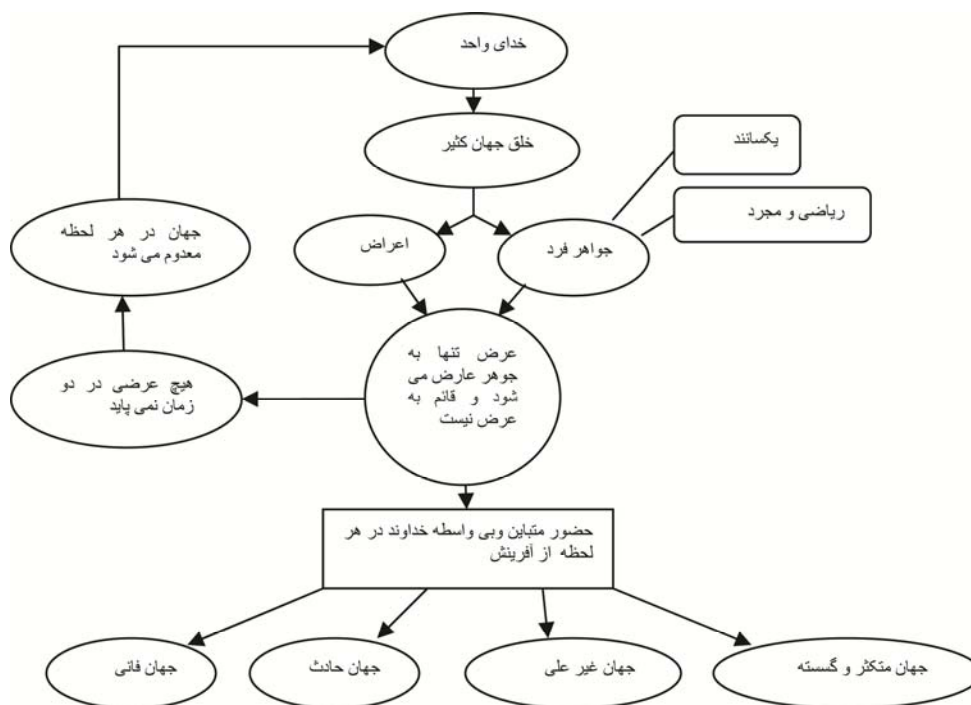 خدای واحد
خلق جهان کثیر
یکسانند
ریاضی و مجرد
جواهر فرد
اعراض
جهان در هر لحظه
معدوم می شود
عرض تنها به
جوهر عارض می
شود و قائم به
عرض نیست
هیچ عرضی در دو
زمان نمی پاید
حضور متباین وبی واسطه خداوند در هر
لحظه از آفرینش
جهان متکثر و گسسته
جهان غیر علی
جهان حادث
جهان فانی